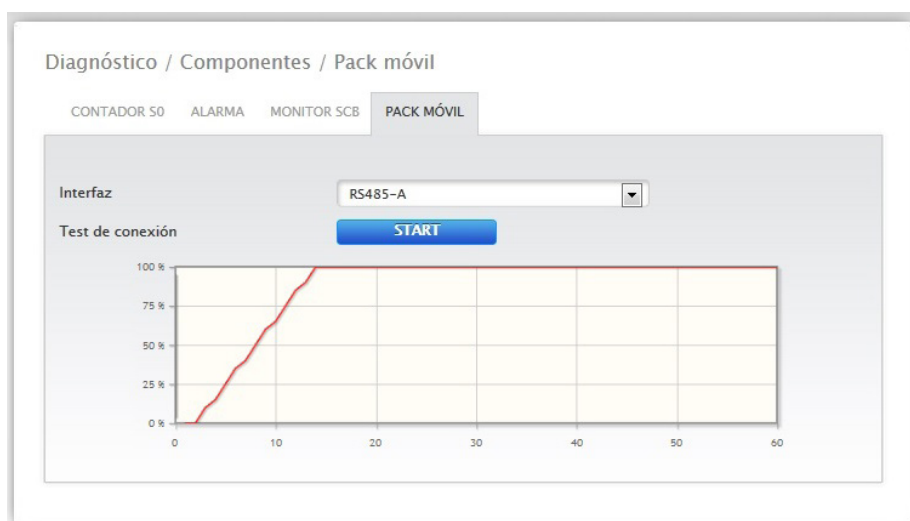 Diagnóstico / Componentes / Pack móvil
CONTADOR S0 ALARMA MONITOR SCB PACK MÓVIL
Interfaz RS485-A
Test de conexión START
100 %
75 %
50 %
25 %
0 %
0 10 20 30 40 50 60